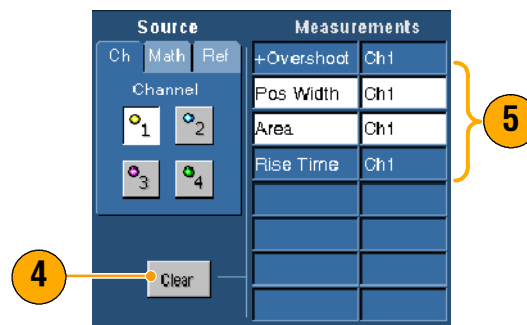 Source
Measurements
Ch Math Ref
+Overshoot Ch1
Channel
Pos Width Ch1
1 2
Area Ch1
5
3 4
Rise Time Ch1
4
Clear